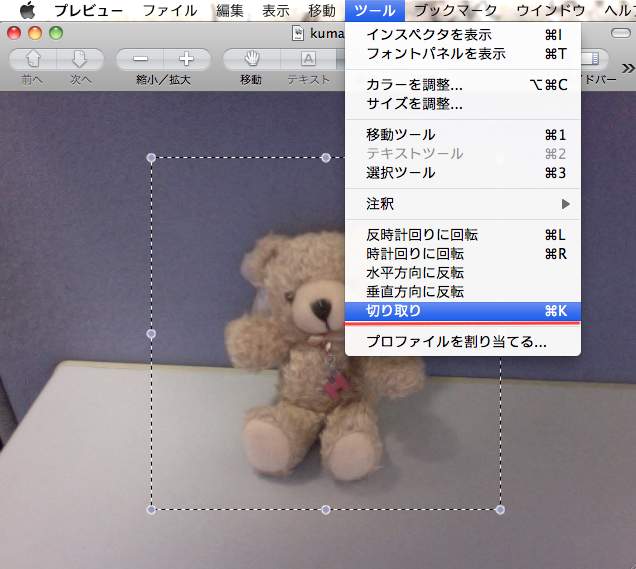 プレビュー ファイル 編集 表示 移動 ツール ブックマーク ウインドウ ヘル
kuma
前へ 次へ 縮小／拡大 移動 テキスト ドバー
インスペクタを表示 ⌘I
フォントパネルを表示 ⌘T
カラーを調整... ⌥⌘C
サイズを調整...
移動ツール ⌘1
テキストツール ⌘2
選択ツール ⌘3
注釈
反時計回りに回転 ⌘L
時計回りに回転 ⌘R
水平方向に反転
垂直方向に反転
切り取り ⌘K
プロファイルを割り当てる...